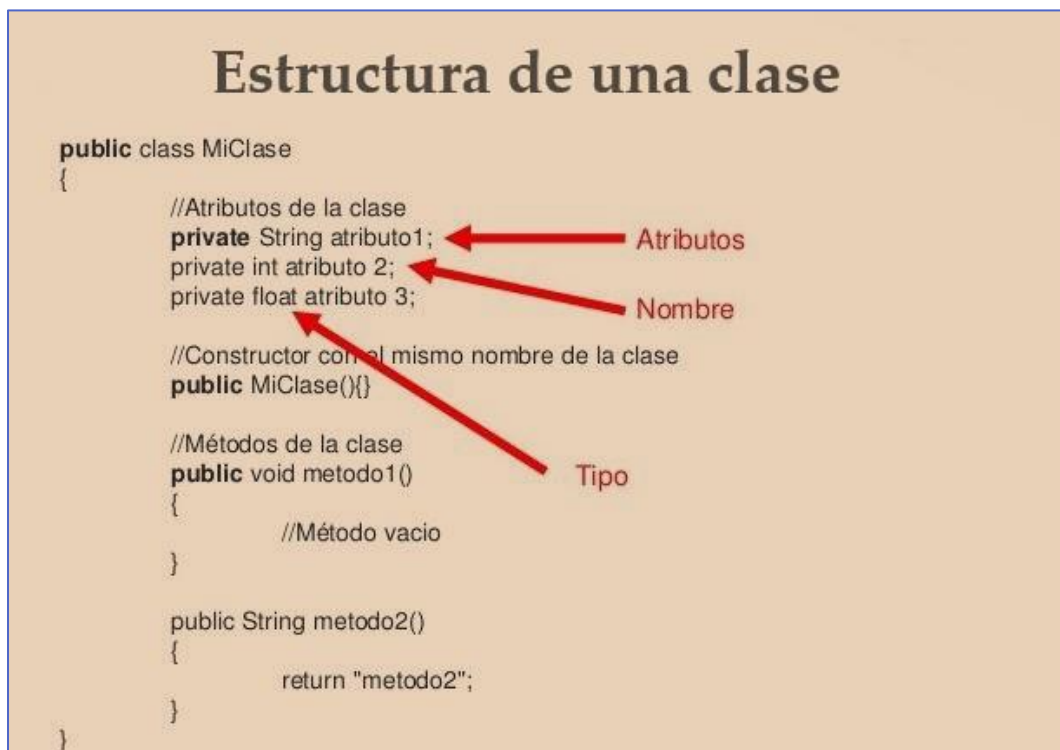 Estructura de una clase
public class MiClase
{
//Atributos de la clase
private String atributo1;
Atributos
private int atributo 2;
private float atributo 3;
Nombre
//Constructor con el mismo nombre de la clase
public MiClase(){}
//Métodos de la clase
public void metodo1()
Tipo
{
//Método vacio
}
public String metodo2()
{
return "metodo2";
}
}